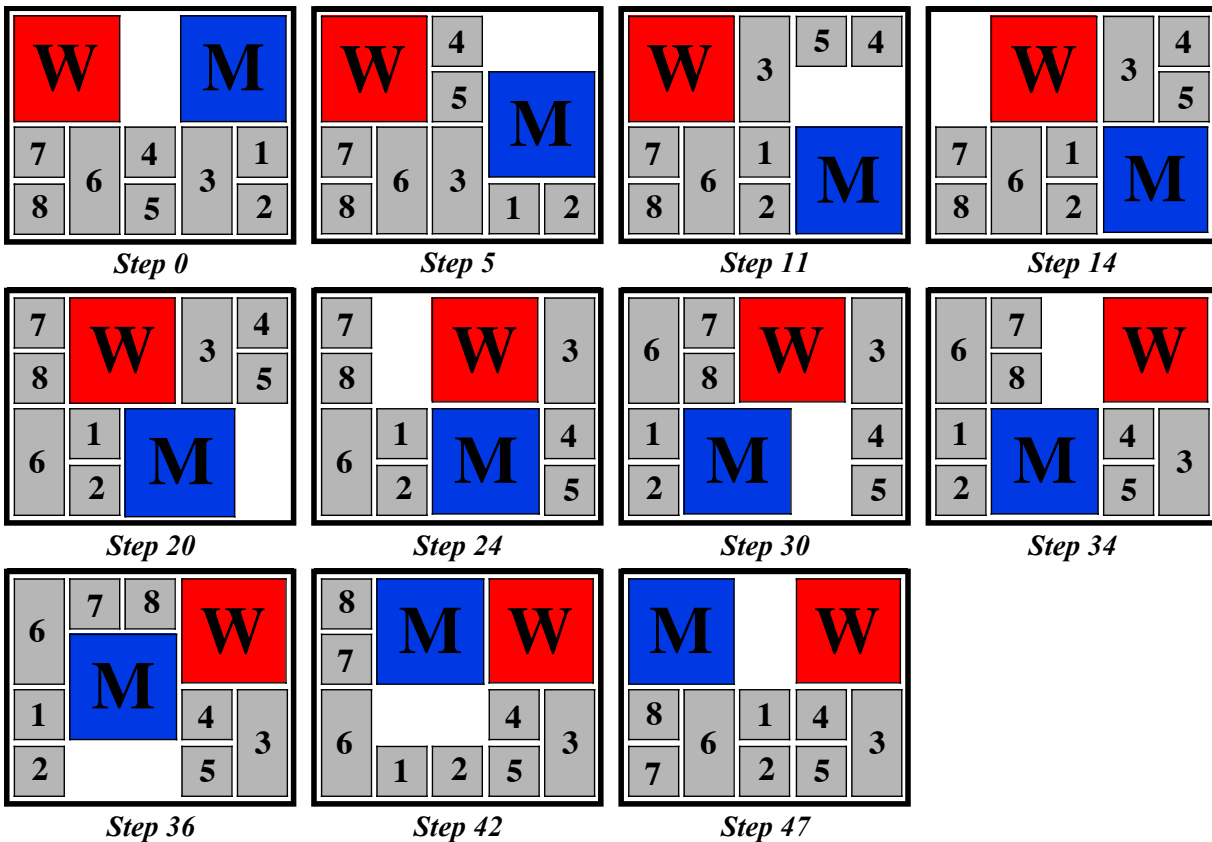 W M
7 6 4 3 1
8 5 2
Step 0
W 4
5 M
7 6 3
8 1 2
Step 5
W 3 5 4
7 6 1 M
8 2
Step 11
W 3 4
5
7 6 1 M
8 2
Step 14
7 W 3 4
8 5
6 1 M
2
Step 20
7 W 3
8
6 1 M 4
2 5
Step 24
6 7 W 3
8
1 M 4
2 5
Step 30
6 7 W
8
1 M 4 3
2 5
Step 34
6 7 8 W
M
1 4 3
2 5
Step 36
8 M W
7
6 4 3
1 2 5
Step 42
M W
8 6 1 4 3
7 2 5
Step 47